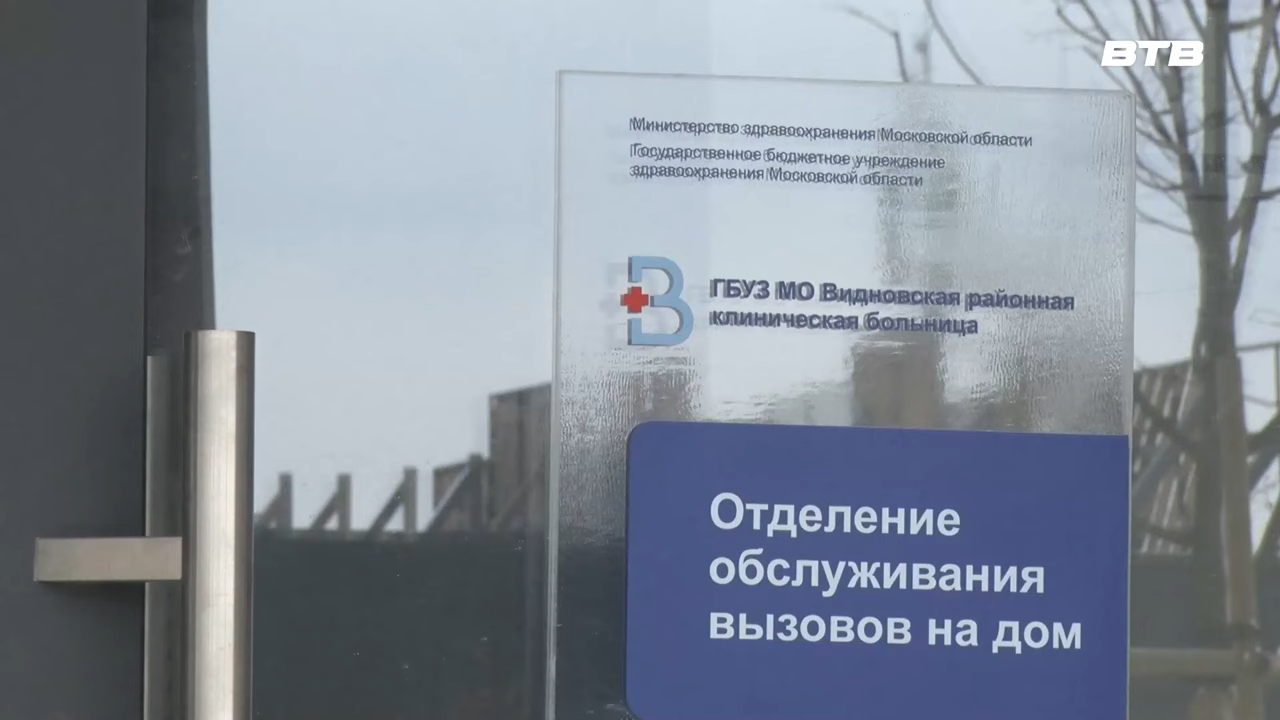 ВТВ
Министерство здравоохранения Московской области
Государственное бюджетное учреждение
здравоохранения Московской области
В
ГБУЗ МО Видновская районная
клиническая больница
Отделение
обслуживания
вызовов на дом